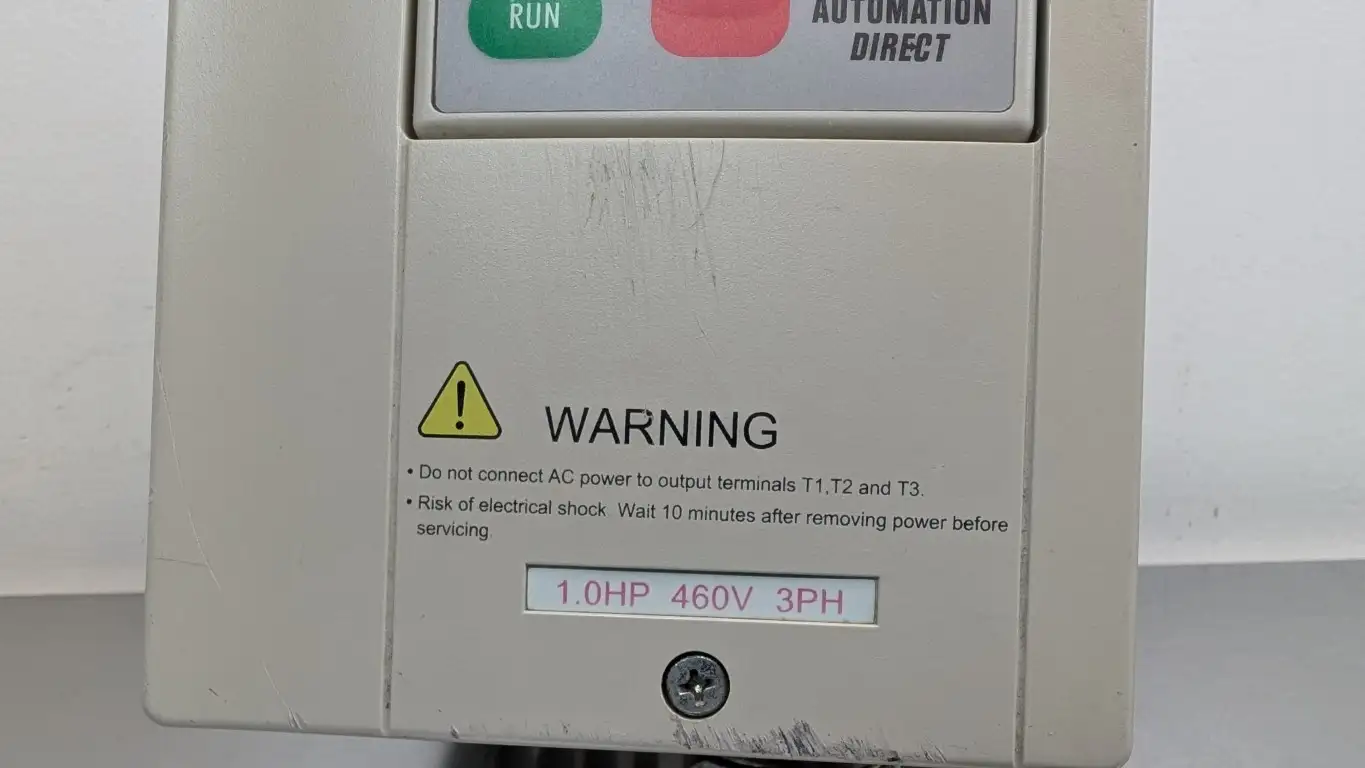 RUN
AUTOMATION
DIRECT
WARNING
• Do not connect AC power to output terminals T1,T2 and T3.
• Risk of electrical shock. Wait 10 minutes after removing power before
servicing.
1.0HP 460V 3PH